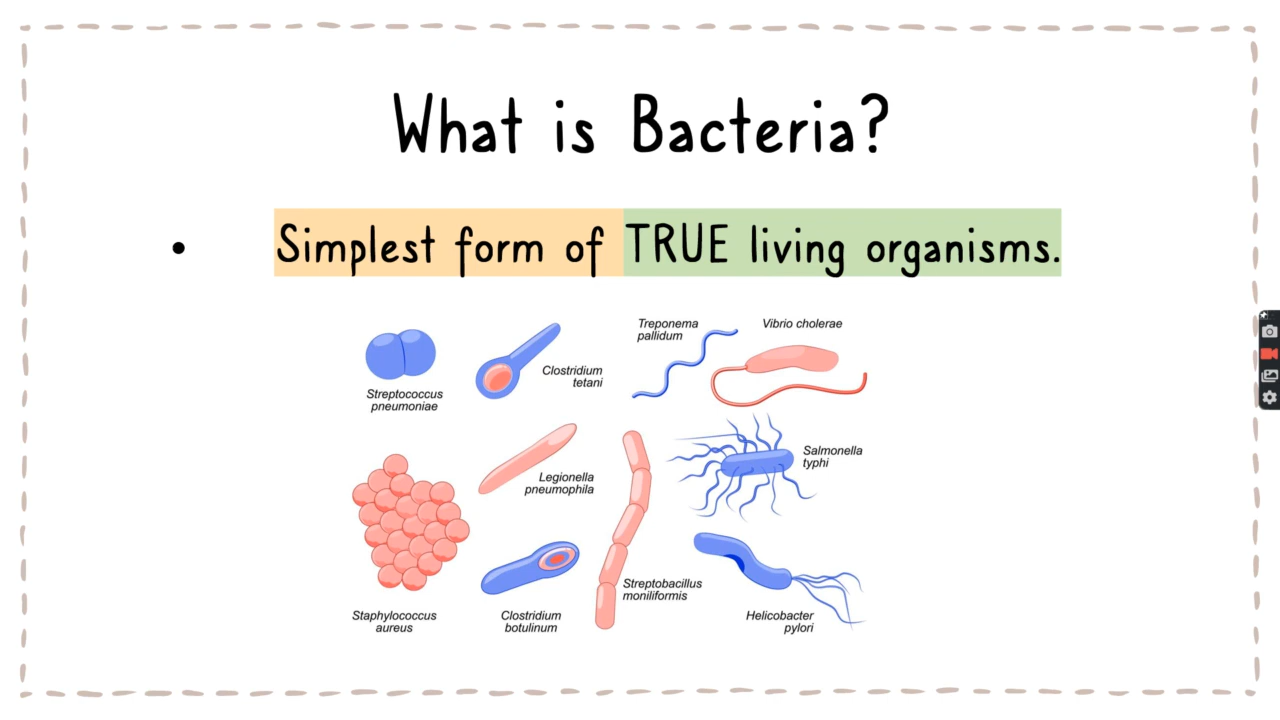 What is Bacteria?
• Simplest form of TRUE living organisms.
Streptococcus
pneumoniae
Clostridium
tetani
Treponema
pallidum
Vibrio cholerae
Staphylococcus
aureus
Legionella
pneumophila
Clostridium
botulinum
Streptobacillus
moniliformis
Salmonella
typhi
Helicobacter
pylori